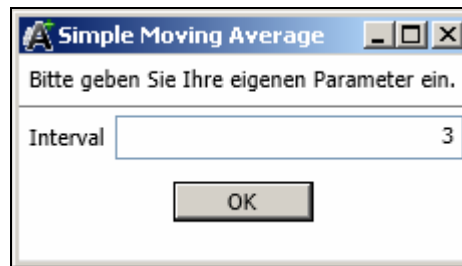 Simple Moving Average
Bitte geben Sie Ihre eigenen Parameter ein.
Interval 3
OK